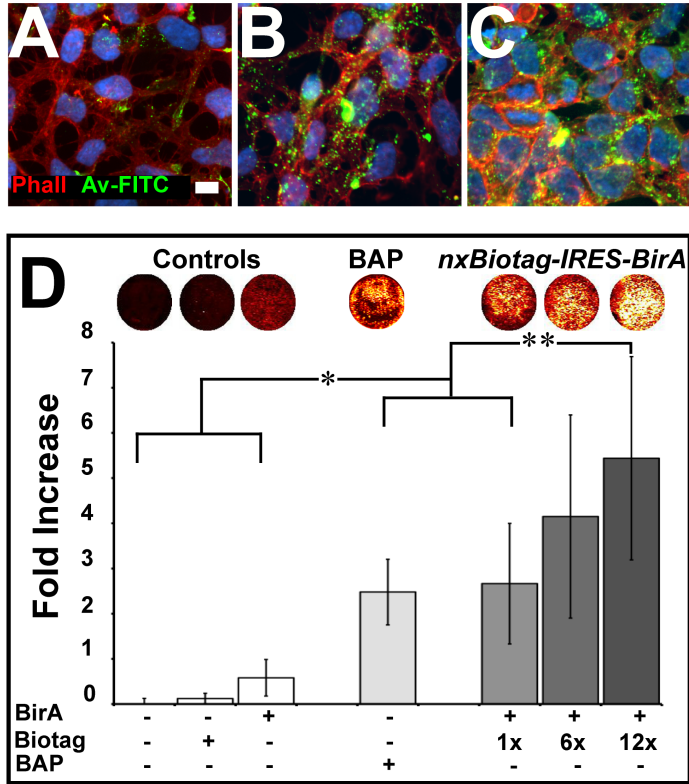 A B C
Phall Av-FITC
D Controls BAP nxBiotag-IRES-BirA
8
**
7
*
6
5
4
3
2
1
0
Fold Increase
BirA - - + - + + +
Biotag - + - - 1x 6x 12x
BAP - - - + - - -